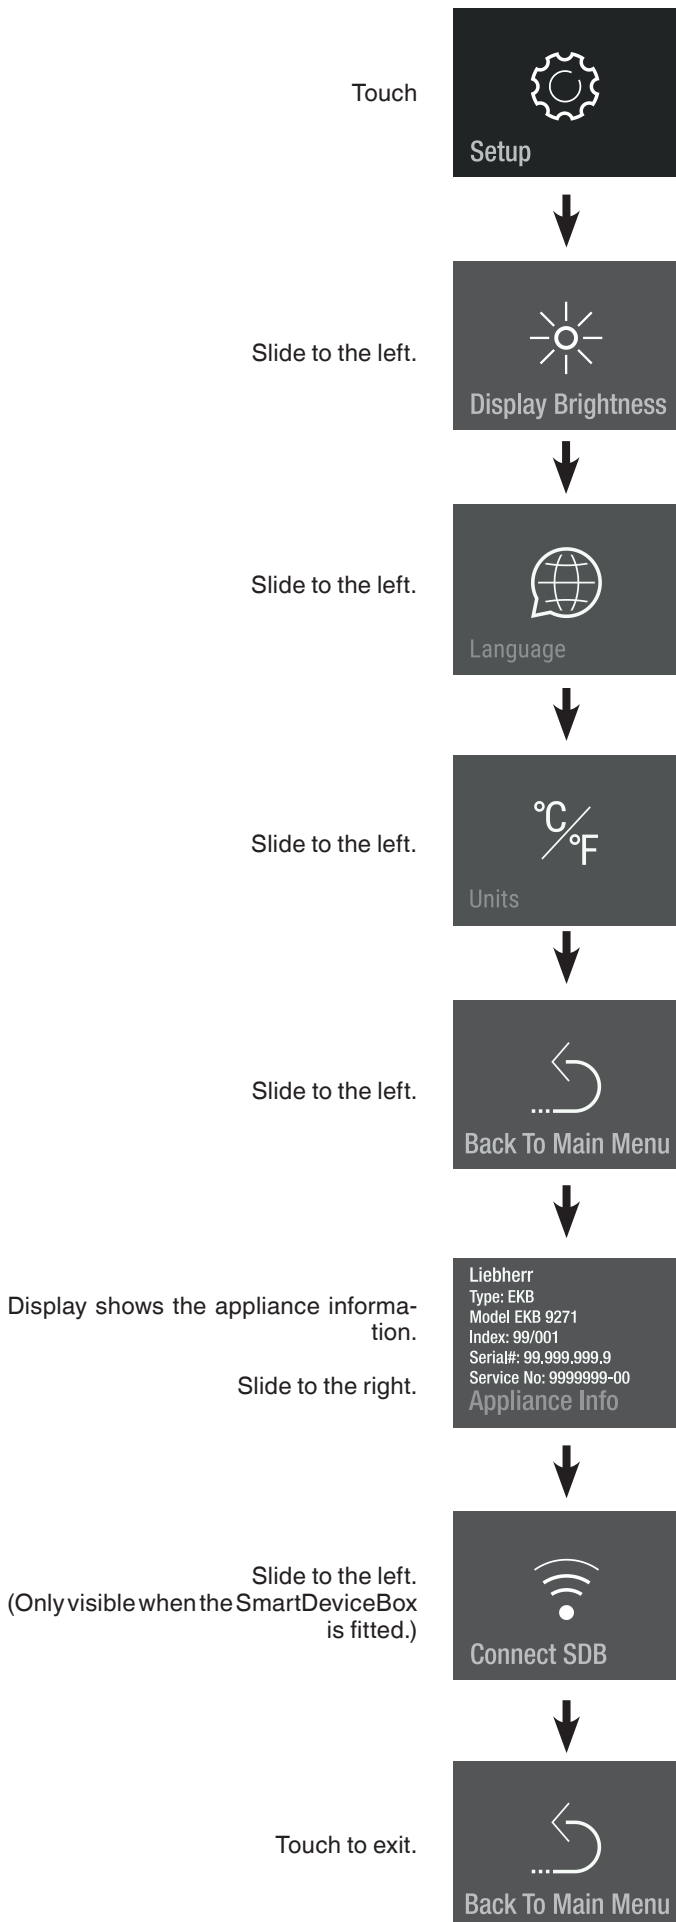 Touch
Setup
Slide to the left.
Display Brightness
Slide to the left.
Language
Slide to the left.
°C/°F
Units
Slide to the left.
Back To Main Menu
Display shows the appliance informa-
tion.
Slide to the right.
Liebherr
Type: EKB
Model EKB 9271
Index: 99/001
Serial#: 99.999.999.9
Service No: 9999999-00
Appliance Info
Slide to the left.
(Only visible when the SmartDeviceBox
is fitted.)
Connect SDB
Touch to exit.
Back To Main Menu